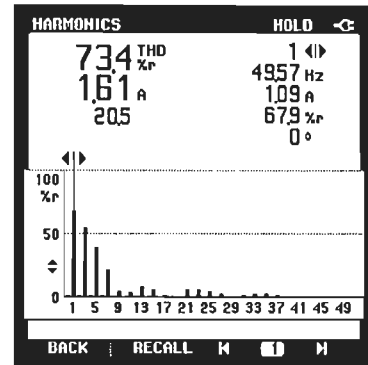 HARMONICS HOLD
73.4 THD %r
1.61 A
20.5
1
49.57 Hz
1.09 A
67.9 %r
0 °
100
%r
50
0
1 5 9 13 17 21 25 29 33 37 41 45 49
BACK RECALL 1